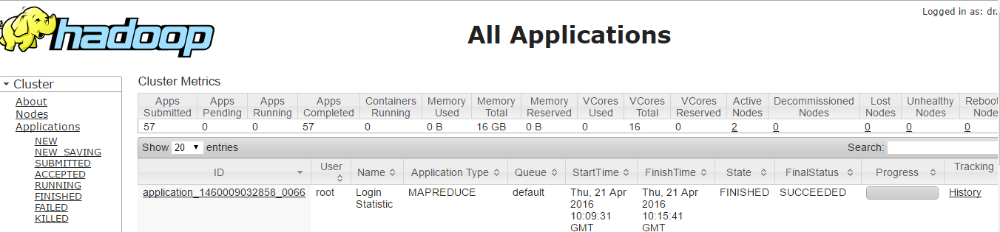 Logged in as: dr.
hadoop
All Applications
Cluster
About
Nodes
Applications
NEW
NEW_SAVING
SUBMITTED
ACCEPTED
RUNNING
FINISHED
FAILED
KILLED
Cluster Metrics
Apps Submitted Apps Pending Apps Running Apps Completed Containers Running Memory Used Memory Total Memory Reserved VCores Used VCores Total VCores Reserved Active Nodes Decommissioned Nodes Lost Nodes Unhealthy Nodes Reboot Node
57 0 0 57 0 0 B 16 GB 0 B 0 16 0 2 0 0 0 0
Show 20 entries Search:
ID User Name Application Type Queue StartTime FinishTime State FinalStatus Progress Tracking
application_1460009032858_0066 root Login Statistic MAPREDUCE default Thu, 21 Apr 2016 10:09:31 GMT Thu, 21 Apr 2016 10:15:41 GMT FINISHED SUCCEEDED History